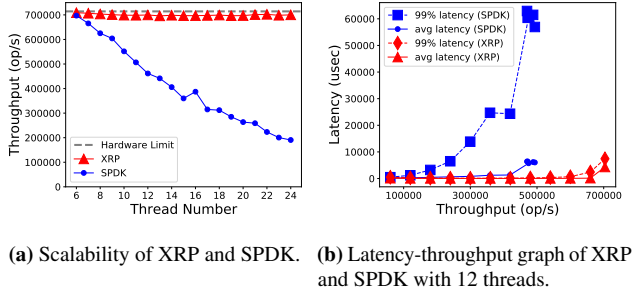 700000
600000
500000
400000
300000
200000
100000
0
Throughput (op/s)
Hardware Limit
XRP
SPDK
6 8 10 12 14 16 18 20 22 24
Thread Number
60000
50000
40000
30000
20000
10000
0
Latency (usec)
99% latency (SPDK)
avg latency (SPDK)
99% latency (XRP)
avg latency (XRP)
100000 300000 500000 700000
Throughput (op/s)
(a) Scalability of XRP and SPDK.
(b) Latency-throughput graph of XRP
and SPDK with 12 threads.